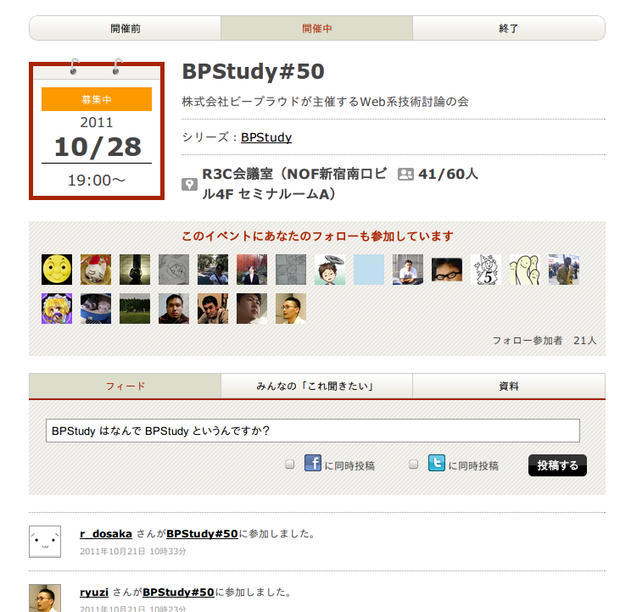 開催前
開催中
終了
募集中
2011
10/28
19:00～
BPStudy#50
株式会社ビープラウドが主催するWeb系技術討論の会
シリーズ：BPStudy
R3C会議室（NOF新宿南口ビ
ル4F セミナルームA）
41/60人
このイベントにあなたのフォローも参加しています
フォロー参加者　21人
フィード
みんなの「これ聞きたい」
資料
BPStudy はなんで BPStudy というんですか？
に同時投稿
に同時投稿
投稿する
r_dosaka さんがBPStudy#50に参加しました。
2011年10月21日 10時33分
ryuzi さんがBPStudy#50に参加しました。
2011年10月21日 10時23分